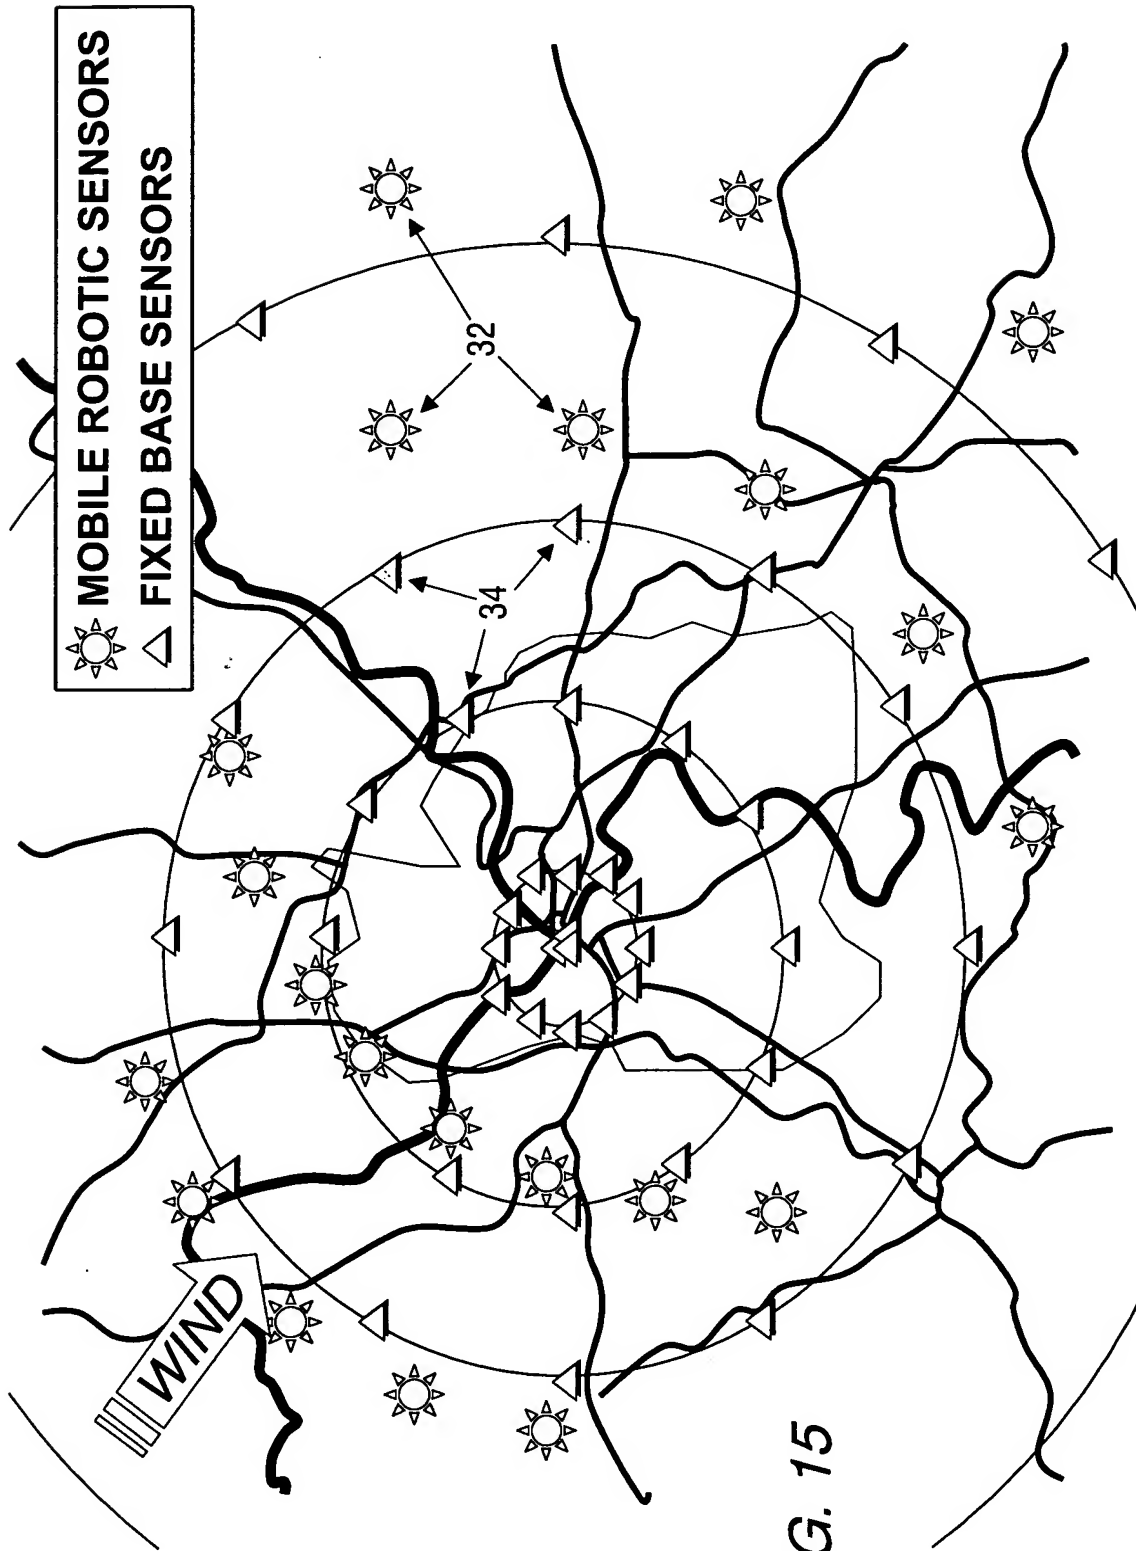 MOBILE ROBOTIC SENSORS
FIXED BASE SENSORS
32
34
WIND
G. 15